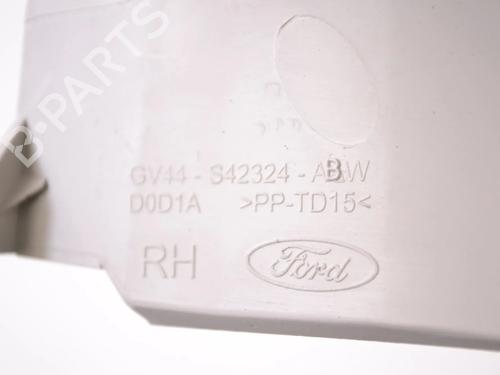 B-PARTS
GV44 - S42324 - ABW
D0D1A >PP-TD15<
RH Ford